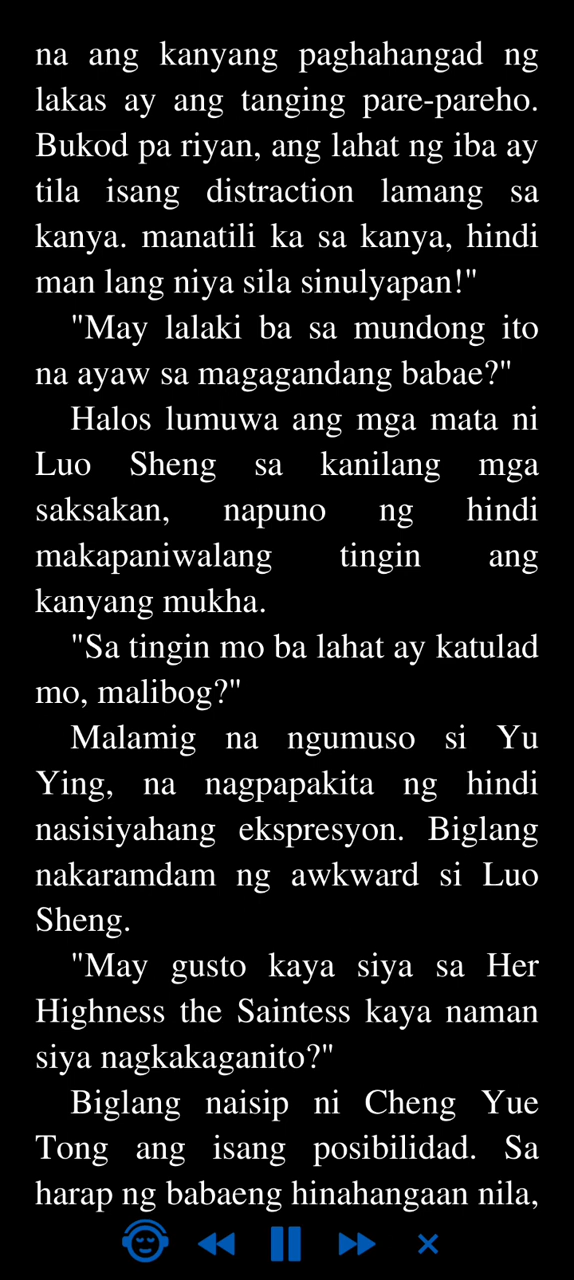 na ang kanyang paghahangad ng
lakas ay ang tanging pare-pareho.
Bukod pa riyan, ang lahat ng iba ay
tila isang distraction lamang sa
kanya. manatili ka sa kanya, hindi
man lang niya sila sinulyapan!"
"May lalaki ba sa mundong ito
na ayaw sa magagandang babae?"
Halos lumuwa ang mga mata ni
Luo Sheng sa kanilang mga
saksakan, napuno ng hindi
makapaniwalang tingin ang
kanyang mukha.
"Sa tingin mo ba lahat ay katulad
mo, malibog?"
Malamig na ngumuso si Yu
Ying, na nagpapakita ng hindi
nasisiyahang ekspresyon. Biglang
nakaramdam ng awkward si Luo
Sheng.
"May gusto kaya siya sa Her
Highness the Saintess kaya naman
siya nagkakaganito?"
Biglang naisip ni Cheng Yue
Tong ang isang posibilidad. Sa
harap ng babaeng hinahangaan nila,